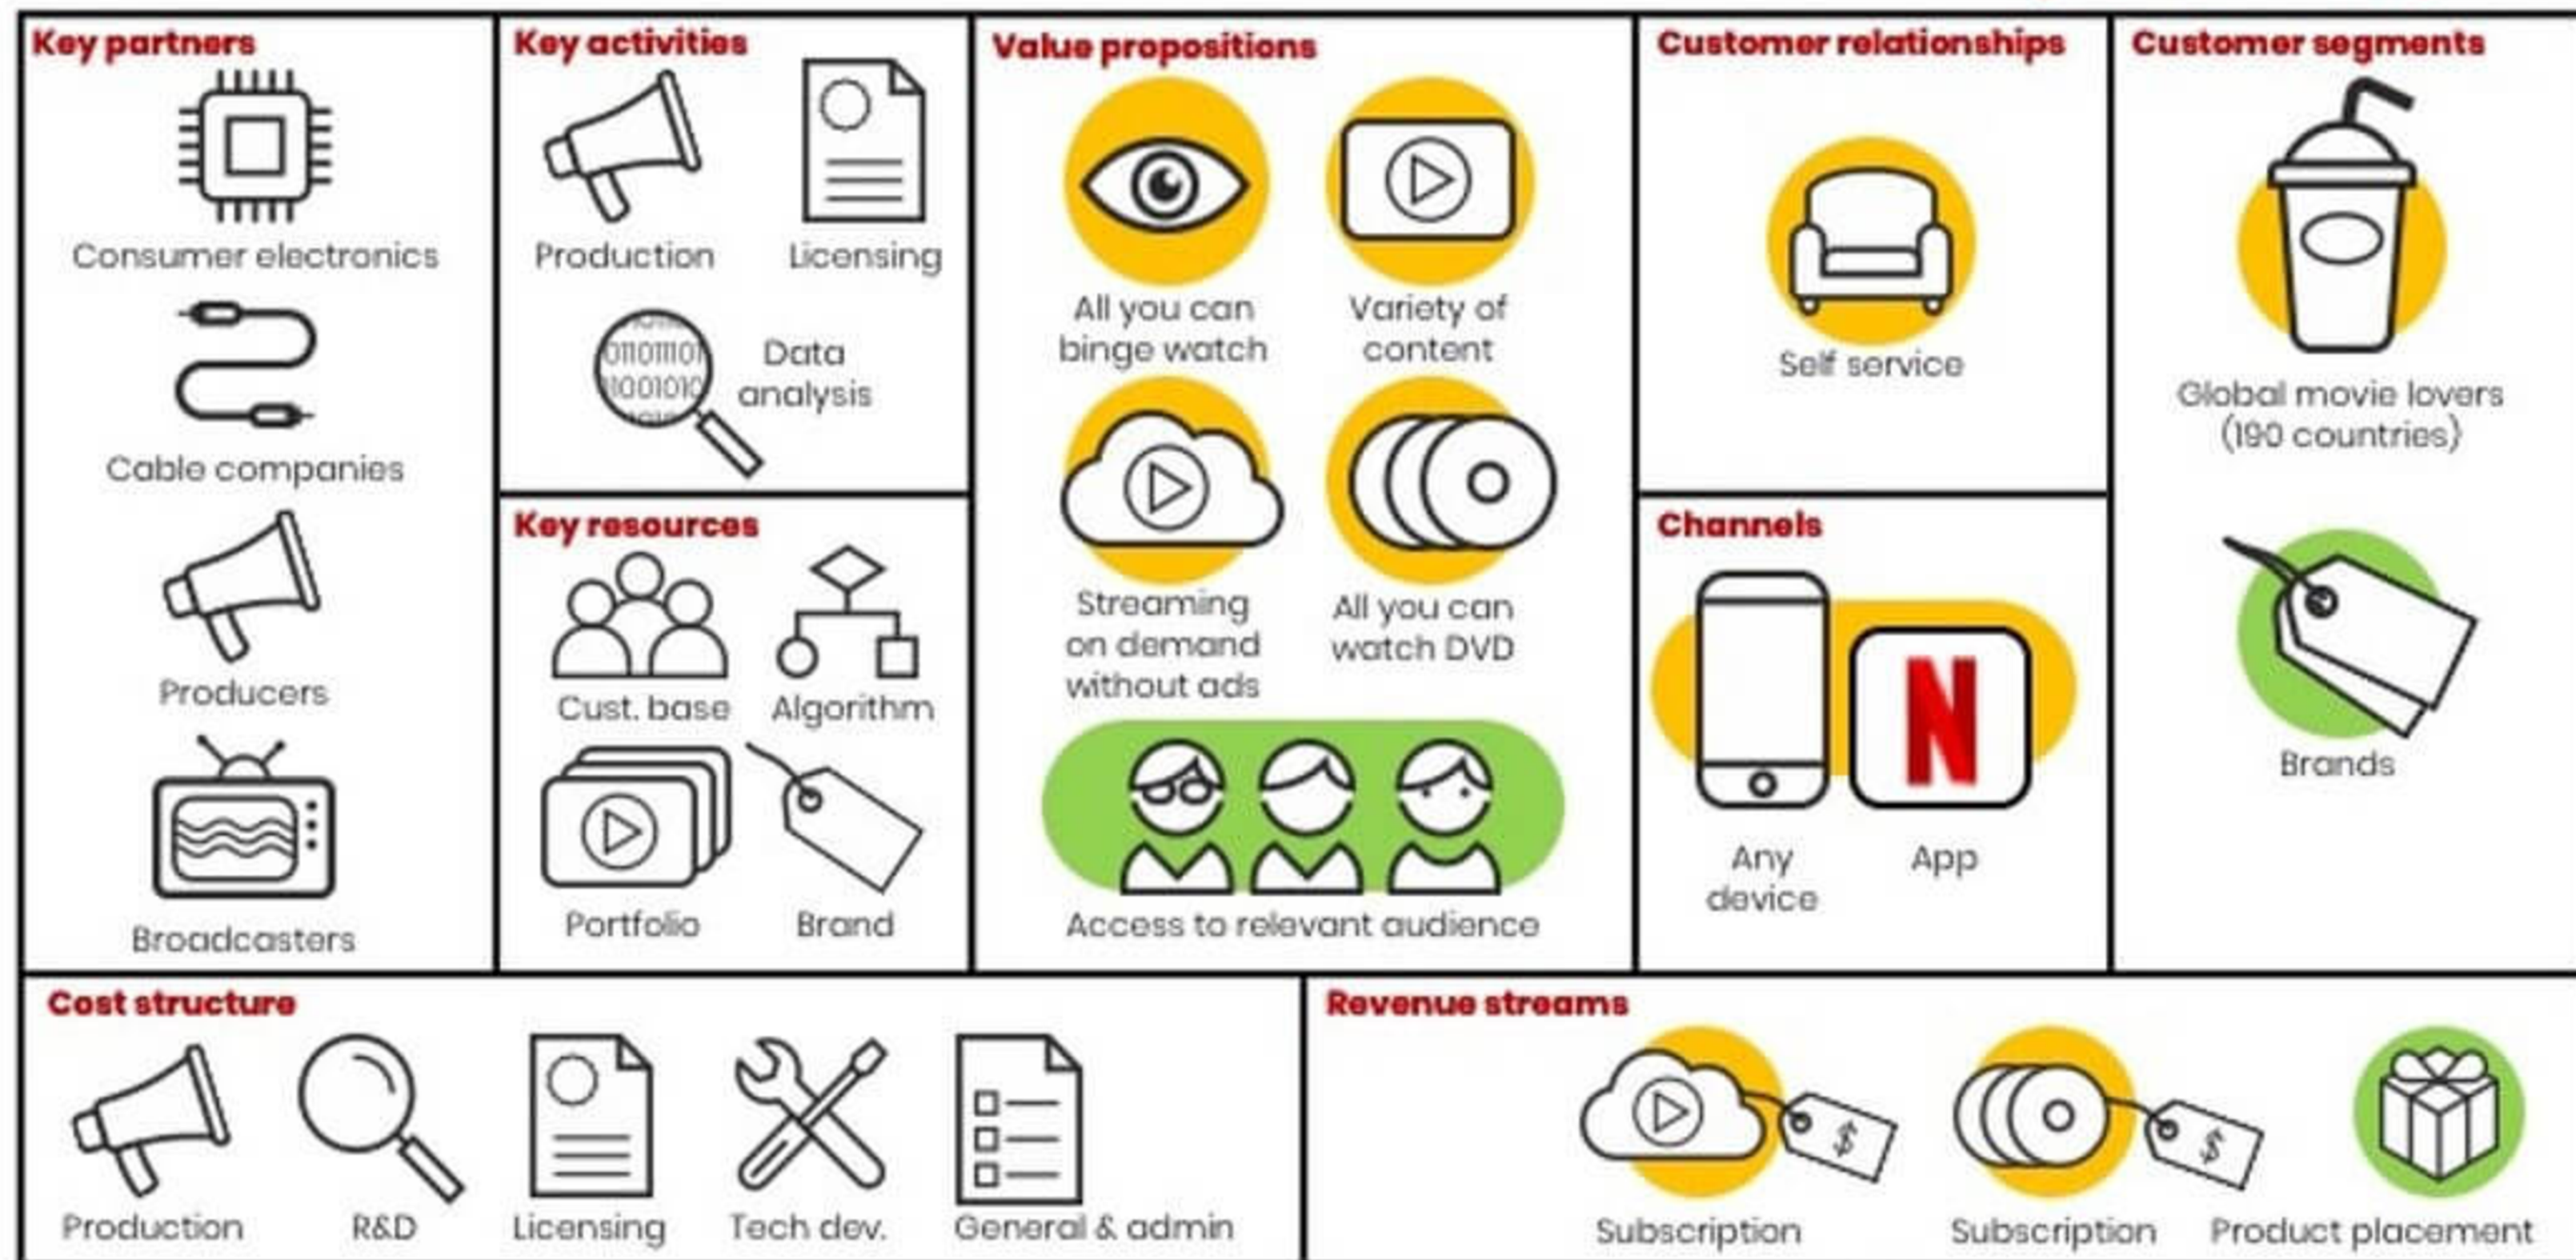 Key partners
Consumer electronics
Cable companies
Producers
Broadcasters
Key activities
Production
Licensing
011011101
Data
analysis
Key resources
Cust. base
Algorithm
Portfolio
Brand
Value propositions
All you can
binge watch
Variety of
content
Streaming
on demand
without ads
All you can
watch DVD
Access to relevant audience
Customer relationships
Self service
Channels
N
Any
device
App
Customer segments
Global movie lovers
(190 countries)
Brands
Cost structure
Production
R&D
Licensing
Tech dev.
General & admin
Revenue streams
$
Subscription
$
Subscription
Product placement